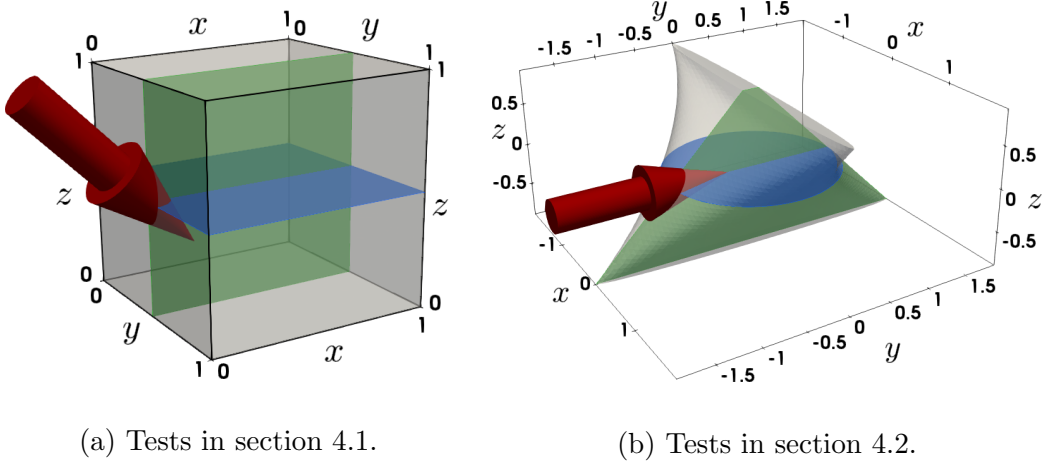 0 x 1 0 y
1 1
1
z z
0 0
0 1
y x
1 0
y 0 0.5 1 1.5
-1.5 -1 -0.5
-1 0 1 x
0.5 z 0 -0.5
0.5 0 -0.5 z
-1 0 1 x
-1.5 -1 -0.5 0 0.5 1 1.5
y
(a) Tests in section 4.1.
(b) Tests in section 4.2.